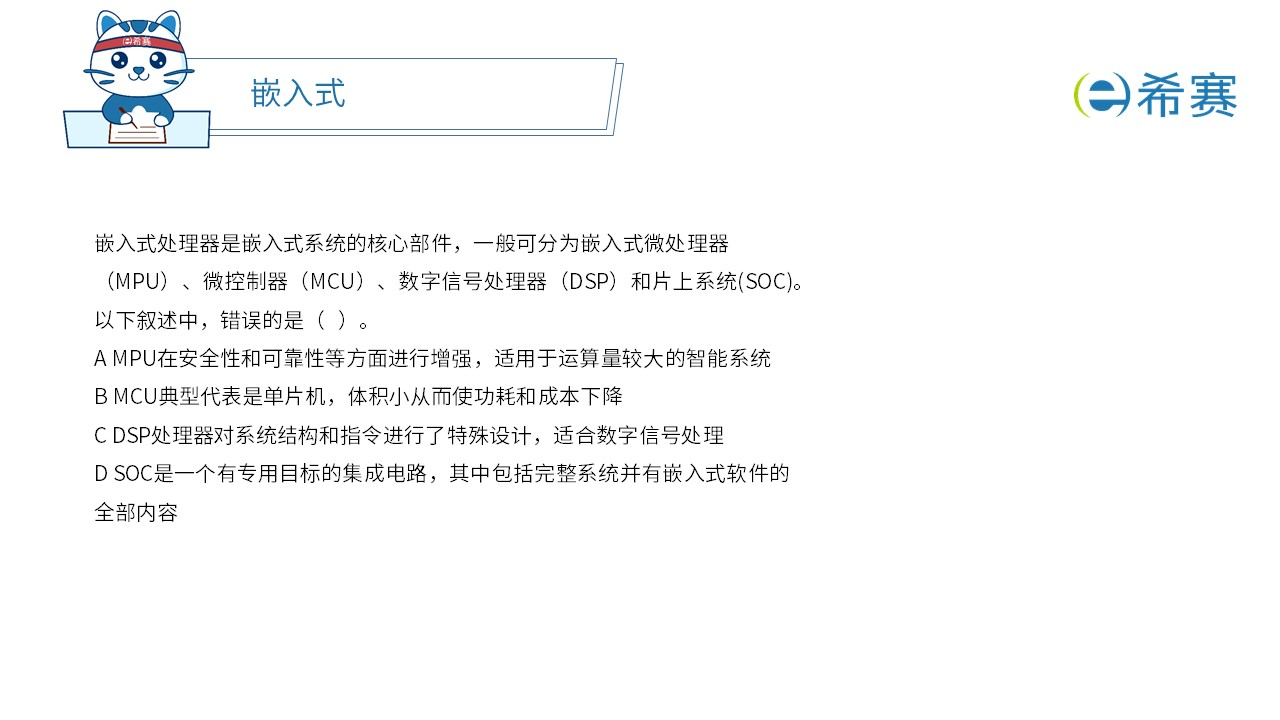 希赛
嵌入式
希赛
嵌入式处理器是嵌入式系统的核心部件，一般可分为嵌入式微处理器
（MPU）、微控制器（MCU）、数字信号处理器（DSP）和片上系统(SOC)。
以下叙述中，错误的是（  ）。
A MPU在安全性和可靠性等方面进行增强，适用于运算量较大的智能系统
B MCU典型代表是单片机，体积小从而使功耗和成本下降
C DSP处理器对系统结构和指令进行了特殊设计，适合数字信号处理
D SOC是一个有专用目标的集成电路，其中包括完整系统并有嵌入式软件的
全部内容